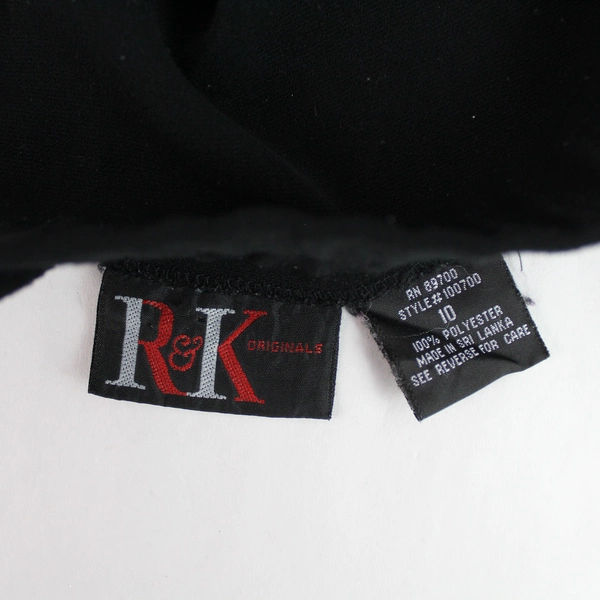 R&K ORIGINALS
RN 89700
STYLE#100700
10
100% POLYESTER
MADE IN SRI LANKA
SEE REVERSE FOR CARE